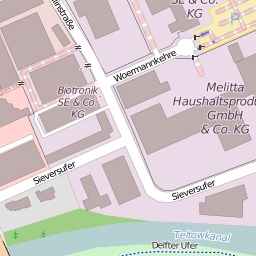 SE & Co.
KG
P
Woermannkehre
Biotronik
SE & Co.
KG
Melitta
Haushaltsprodu
GmbH
& Co. KG
Sieversufer
Sieversufer
Teltowkanal
Delfter Ufer